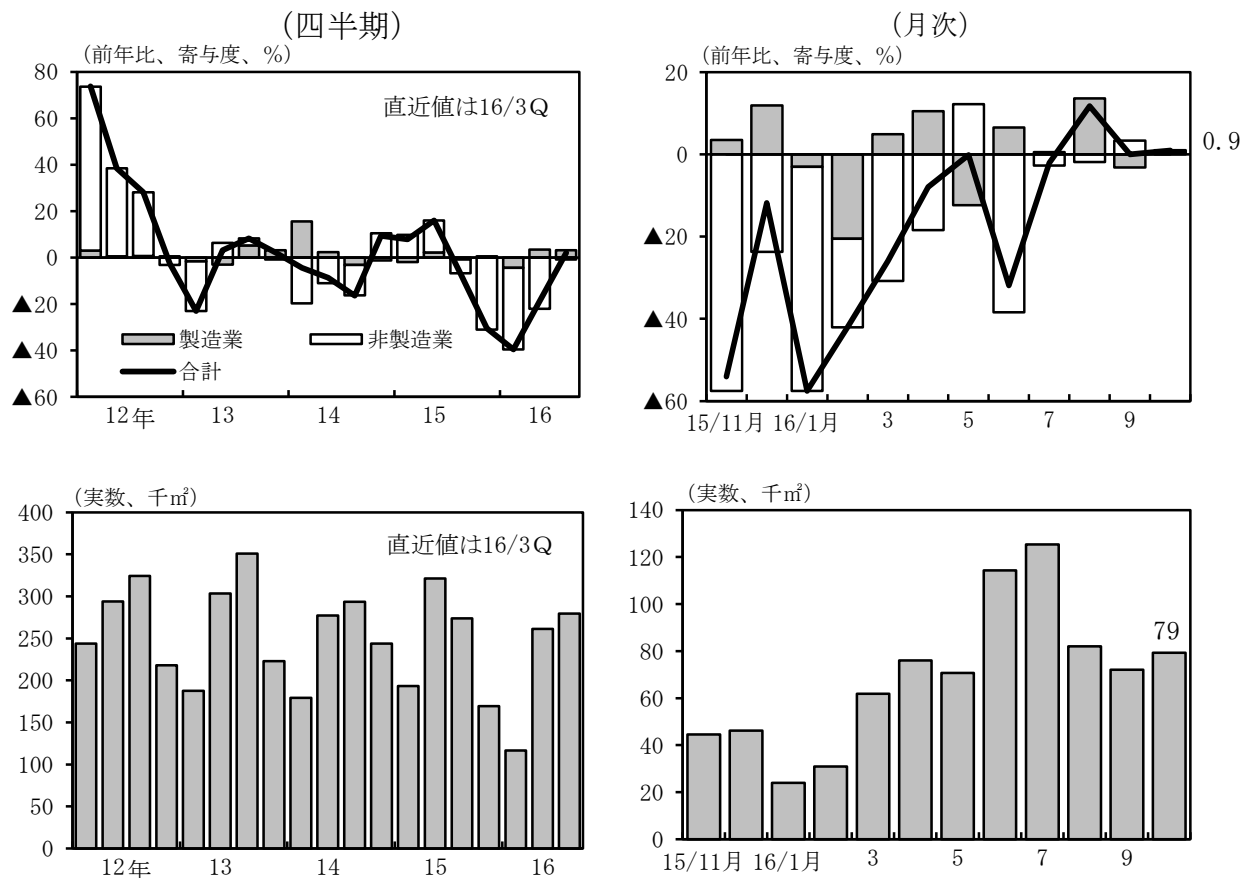 (四半期)
(前年比、寄与度、%)
80
60
40
20
0
▲20
▲40
▲60
直近値は16/3Q
製造業
非製造業
合計
12年 13 14 15 16
(月次)
(前年比、寄与度、%)
20
0
▲20
▲40
▲60
0.9
15/11月 16/1月 3 5 7 9
(実数、千㎡)
400
350
300
250
200
150
100
50
0
直近値は16/3Q
12年 13 14 15 16
(実数、千㎡)
140
120
100
80
60
40
20
0
79
15/11月 16/1月 3 5 7 9